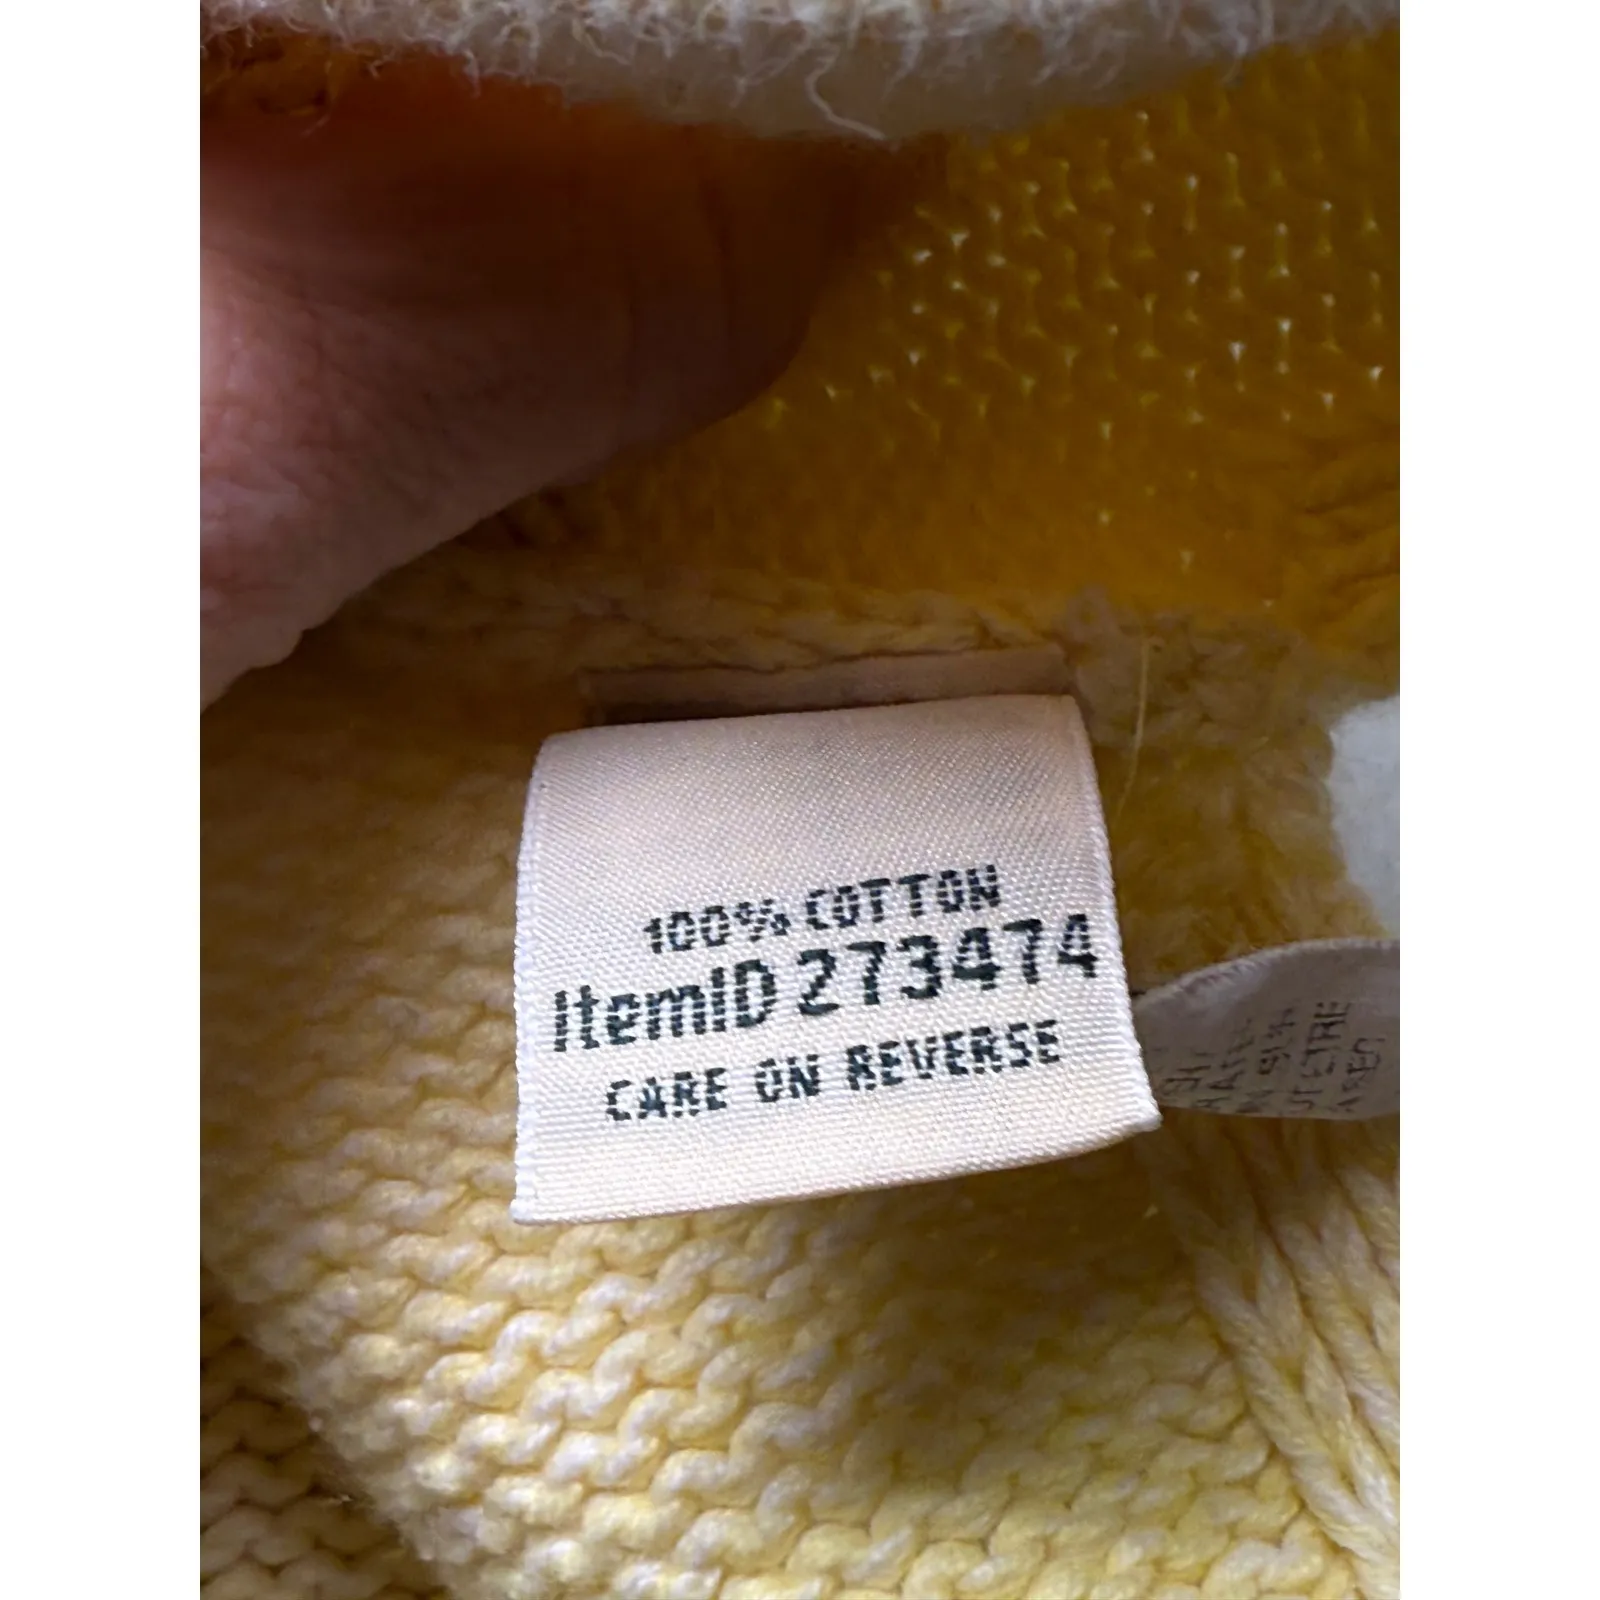 100% COTTON
ItemID 273474
CARE ON REVERSE